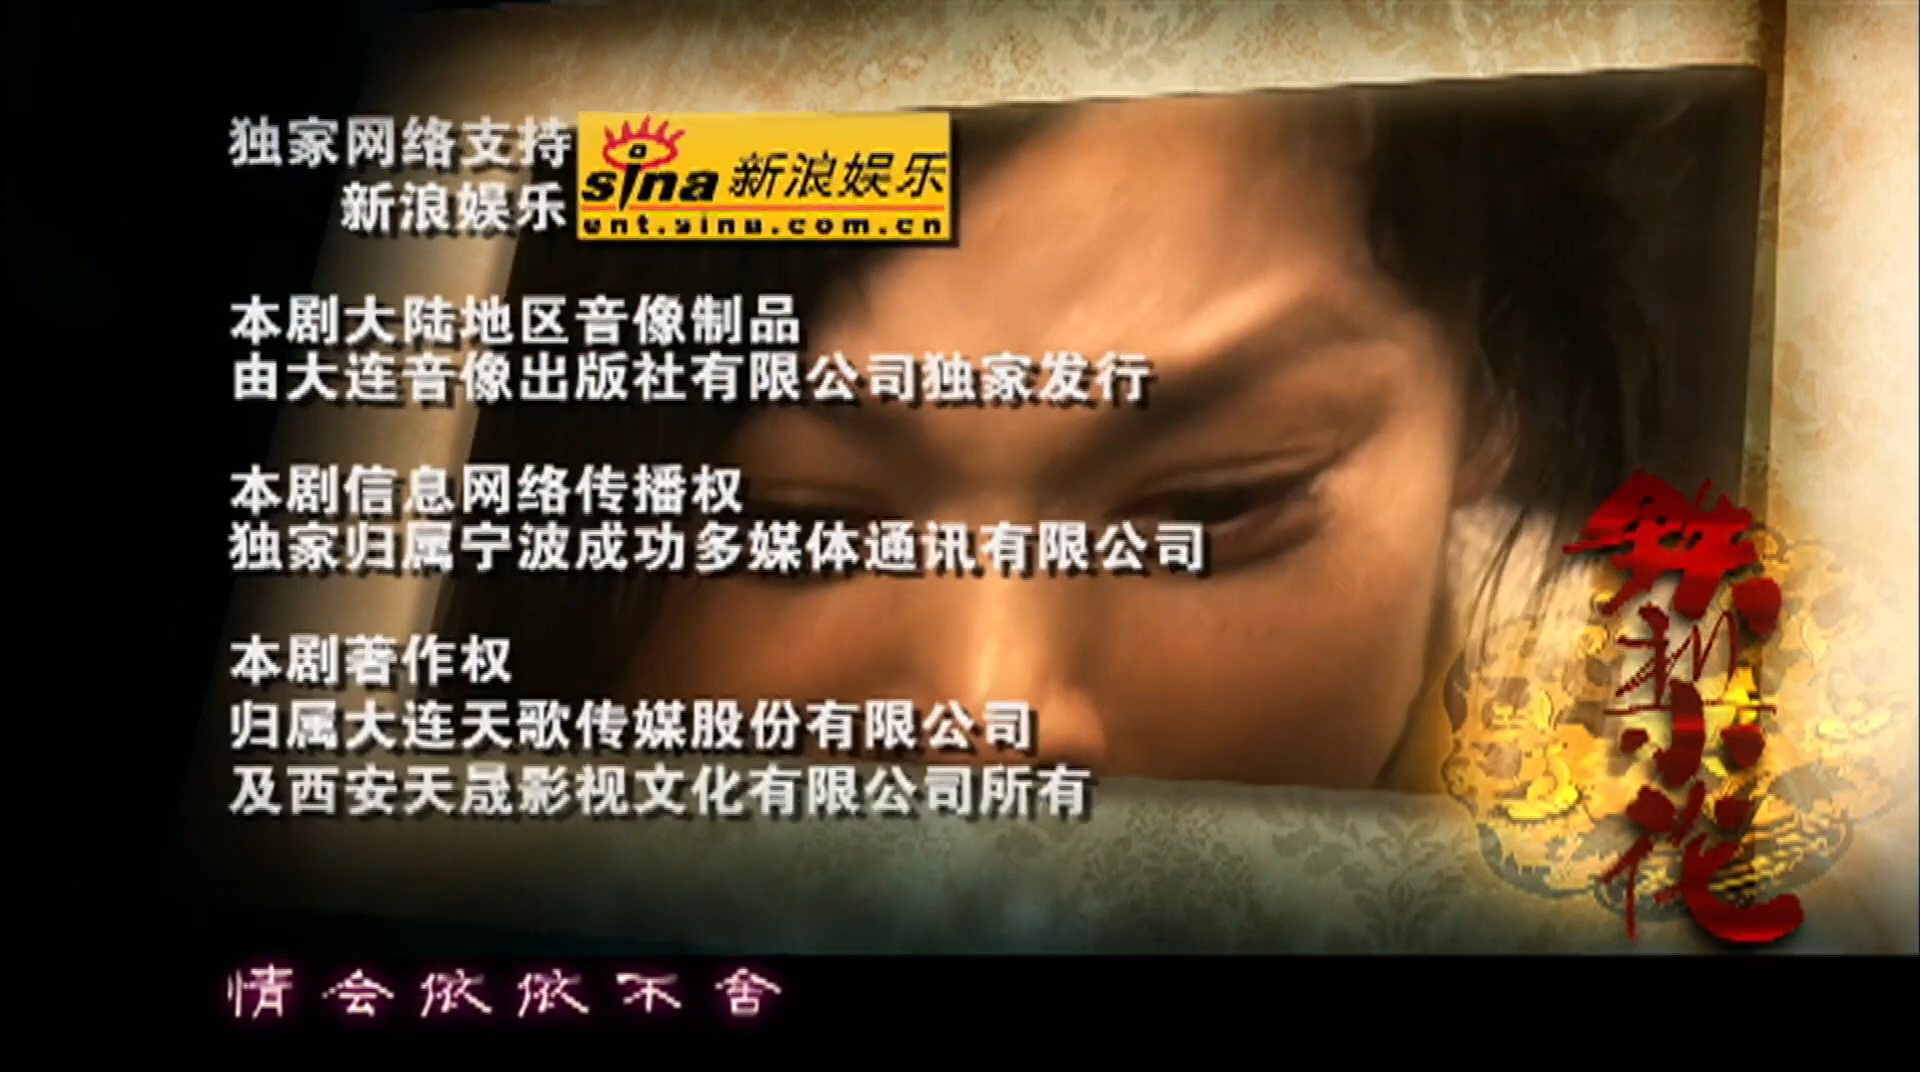 独家网络支持
新浪娱乐
sina 新浪娱乐
ent.sina.com.cn
本剧大陆地区音像制品
由大连音像出版社有限公司独家发行
本剧信息网络传播权
独家归属宁波成功多媒体通讯有限公司
本剧著作权
归属大连天歌传媒股份有限公司
及西安天晟影视文化有限公司所有
情会依依不舍